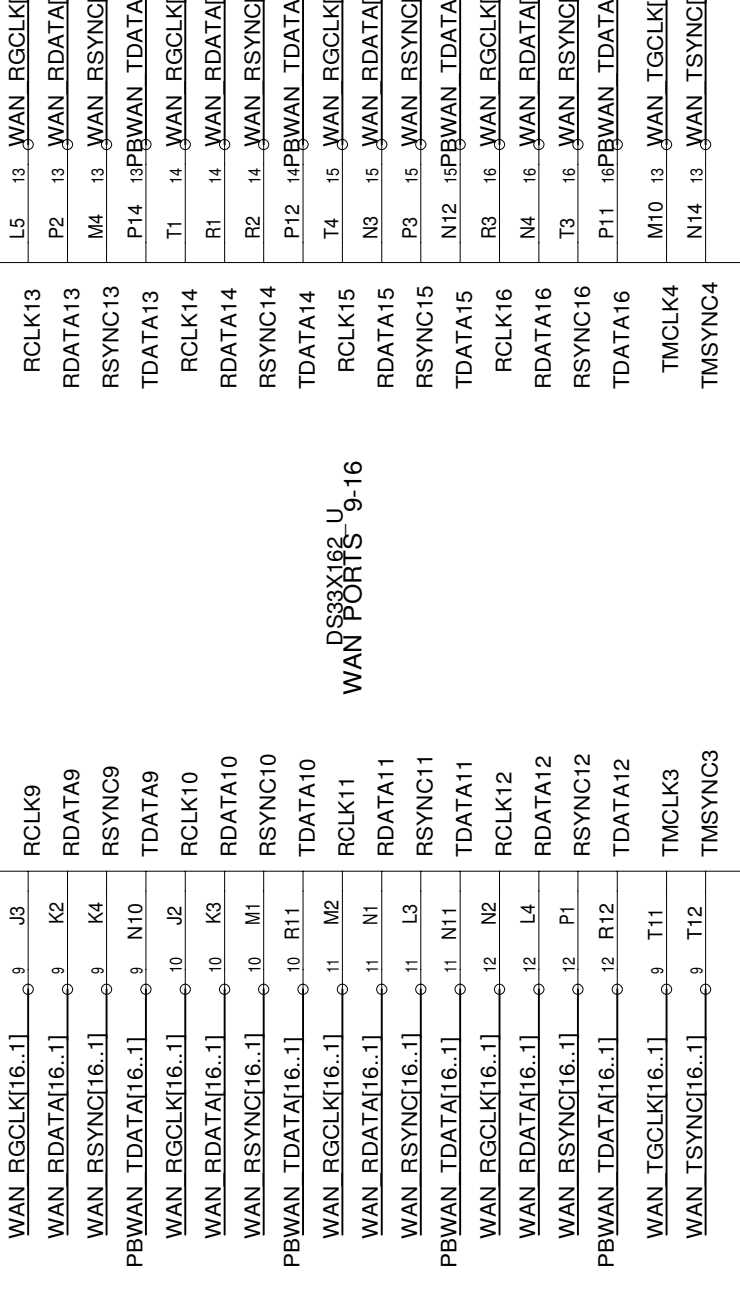 WAN_RGCLK[16..1] 9 J3 RCLK9 RCLK13 L5 13 WAN_RGCLK[
WAN_RDATA[16..1] 9 K2 RDATA9 RDATA13 P2 13 WAN_RDATA[
WAN_RSYNC[16..1] 9 K4 RSYNC9 RSYNC13 M4 13 WAN_RSYNC[
PBWAN_TDATA[16..1] 9 N10 TDATA9 TDATA13 P14 13 PBWAN_TDATA
WAN_RGCLK[16..1] 10 J2 RCLK10 RCLK14 T1 14 WAN_RGCLK[
WAN_RDATA[16..1] 10 K3 RDATA10 RDATA14 R1 14 WAN_RDATA[
WAN_RSYNC[16..1] 10 M1 RSYNC10 RSYNC14 R2 14 WAN_RSYNC[
PBWAN_TDATA[16..1] 10 R11 TDATA10 TDATA14 P12 14 PBWAN_TDATA
DS33X162_U
WAN PORTS 9-16
WAN_RGCLK[16..1] 11 M2 RCLK11 RCLK15 T4 15 WAN_RGCLK[
WAN_RDATA[16..1] 11 N1 RDATA11 RDATA15 N3 15 WAN_RDATA[
WAN_RSYNC[16..1] 11 L3 RSYNC11 RSYNC15 P3 15 WAN_RSYNC[
PBWAN_TDATA[16..1] 11 N11 TDATA11 TDATA15 N12 15 PBWAN_TDATA
WAN_RGCLK[16..1] 12 N2 RCLK12 RCLK16 R3 16 WAN_RGCLK[
WAN_RDATA[16..1] 12 L4 RDATA12 RDATA16 N4 16 WAN_RDATA[
WAN_RSYNC[16..1] 12 P1 RSYNC12 RSYNC16 T3 16 WAN_RSYNC[
PBWAN_TDATA[16..1] 12 R12 TDATA12 TDATA16 P11 16 PBWAN_TDATA
WAN_TGCLK[16..1] 9 T11 TMCLK3 TMCLK4 M10 13 WAN_TGCLK[
WAN_TSYNC[16..1] 9 T12 TMSYNC3 TMSYNC4 N14 13 WAN_TSYNC[